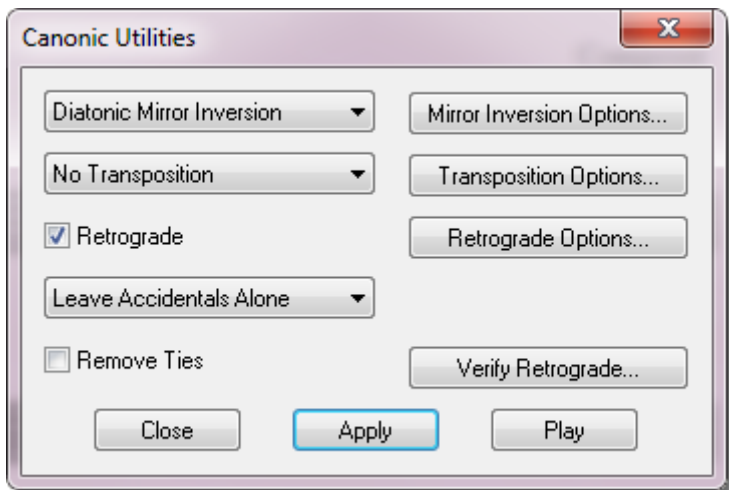 Canonic Utilities
Diatonic Mirror Inversion
Mirror Inversion Options...
No Transposition
Transposition Options...
Retrograde
Retrograde Options...
Leave Accidentals Alone
Remove Ties
Verify Retrograde...
Close
Apply
Play